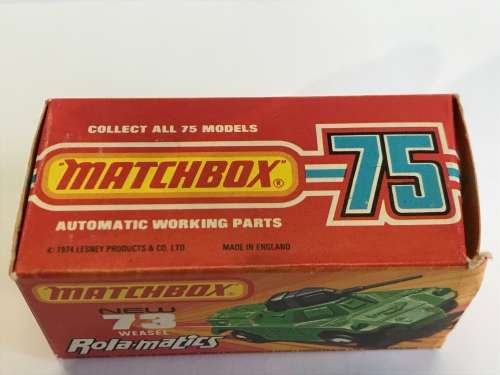 COLLECT ALL 75 MODELS
"MATCHBOX"® 75
AUTOMATIC WORKING PARTS
© 1974 LESNEY PRODUCTS & CO. LTD MADE IN ENGLAND
"MATCHBOX"
NEW
73
WEASEL
Rola-matics